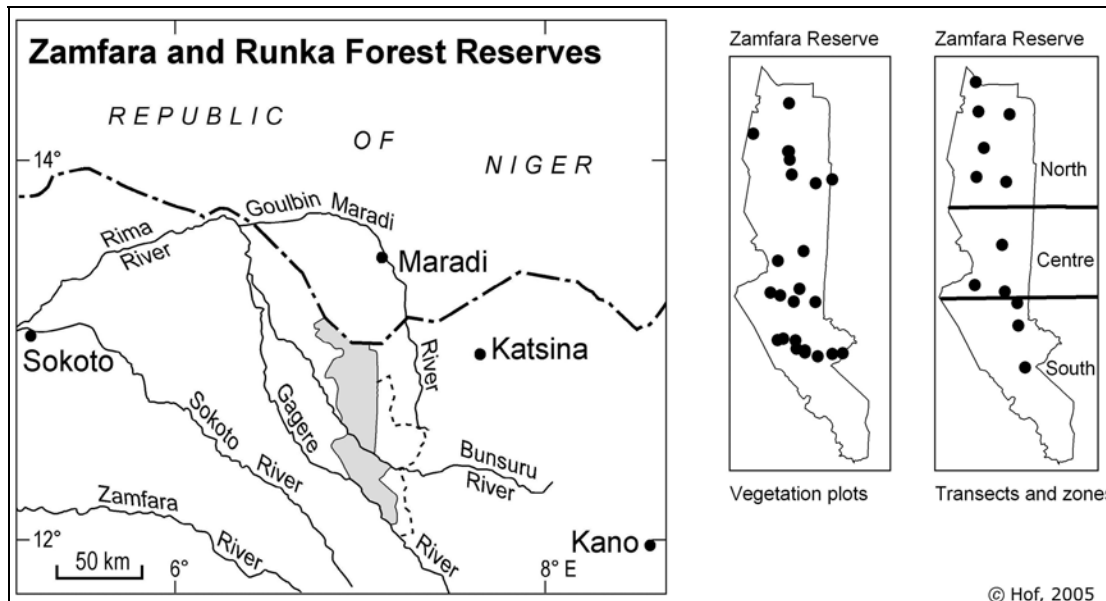 Zamfara and Runka Forest Reserves
REPUBLIC
OF
NIGER
14°
Goulbin Maradi
Rima
River
Maradi
Sokoto
Katsina
River
Gagere
Sokoto
River
Bunsuru
River
Zamfara
River
12°
Kano
River
50 km
6°
8° E
Zamfara Reserve
Vegetation plots
Zamfara Reserve
North
Centre
South
Transects and zones
© Hof, 2005